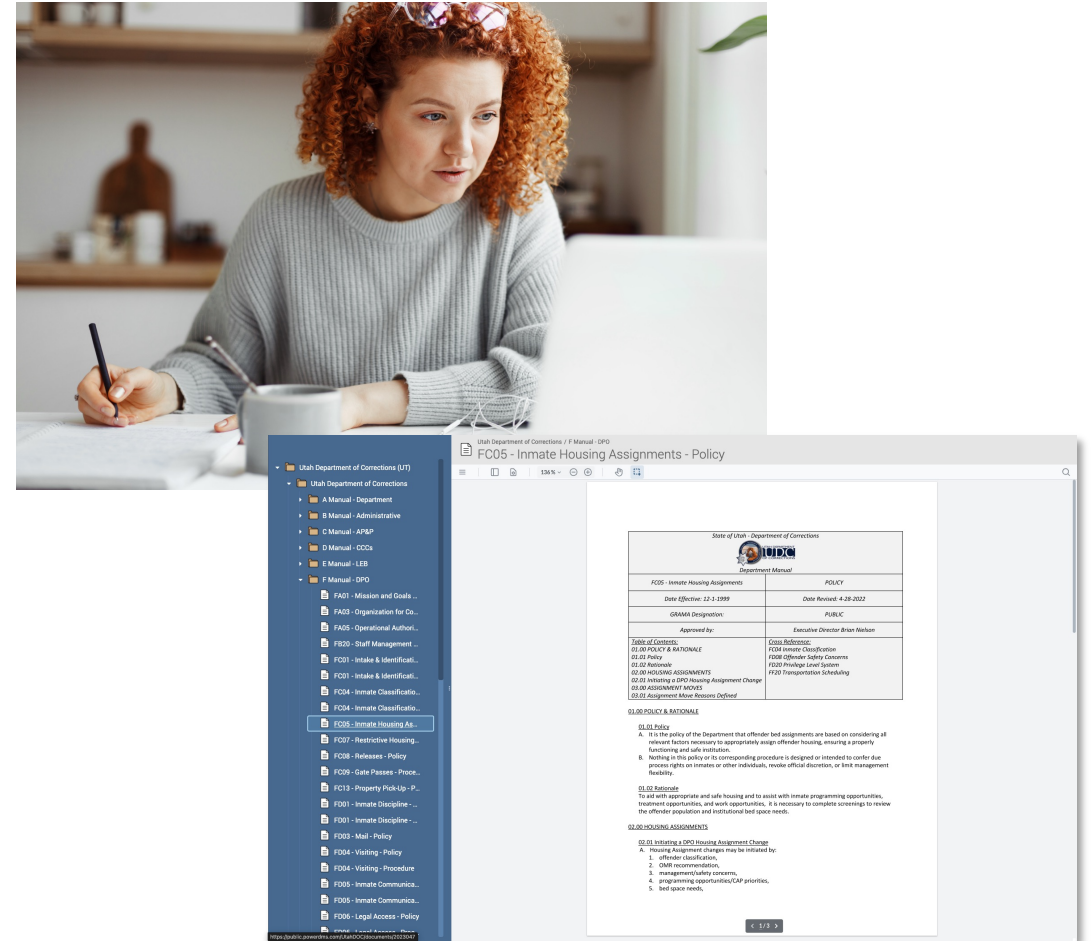 Utah Department of Corrections / F Manual - DPO
FC05 - Inmate Housing Assignments - Policy
136%
Utah Department of Corrections (UT)
Utah Department of Corrections
A Manual - Department
B Manual - Administrative
C Manual - AP&P
D Manual - CCCs
E Manual - LEB
F Manual - DPO
FA01 - Mission and Goals ...
FA03 - Organization for Co...
FA05 - Operational Authori...
FB20 - Staff Management ...
FC01 - Intake & Identificati...
FC01 - Intake & Identificati...
FC04 - Inmate Classificatio...
FC04 - Inmate Classificatio...
FC05 - Inmate Housing As...
FC07 - Restrictive Housing...
FC08 - Releases - Policy
FC09 - Gate Passes - Proce...
FC13 - Property Pick-Up - P...
FD01 - Inmate Discipline - ...
FD01 - Inmate Discipline - ...
FD03 - Mail - Policy
FD04 - Visiting - Policy
FD04 - Visiting - Procedure
FD05 - Inmate Communica...
FD05 - Inmate Communica...
FD06 - Legal Access - Policy
https://public.powerdms.com/UtahDOC/documents/2023047
State of Utah - Department of Corrections
UDC
Department Manual
FC05 - Inmate Housing Assignments
POLICY
Date Effective: 12-1-1999
Date Revised: 4-28-2022
GRAMA Designation:
PUBLIC
Approved by:
Executive Director Brian Nielson
Table of Contents:
01.00 POLICY & RATIONALE
01.01 Policy
01.02 Rationale
02.00 HOUSING ASSIGNMENTS
02.01 Initiating a DPO Housing Assignment Change
03.00 ASSIGNMENT MOVES
03.01 Assignment Move Reasons Defined
Cross Reference:
FC04 Inmate Classification
FD08 Offender Safety Concerns
FD20 Privilege Level System
FF20 Transportation Scheduling
01.00 POLICY & RATIONALE
01.01 Policy
A. It is the policy of the Department that offender bed assignments are based on considering all
relevant factors necessary to appropriately assign offender housing, ensuring a properly
functioning and safe institution.
B. Nothing in this policy or its corresponding procedure is designed or intended to confer due
process rights on inmates or other individuals, revoke official discretion, or limit management
flexibility.
01.02 Rationale
To aid with appropriate and safe housing and to assist with inmate programming opportunities,
treatment opportunities, and work opportunities, it is necessary to complete screenings to review
the offender population and institutional bed space needs.
02.00 HOUSING ASSIGNMENTS
02.01 Initiating a DPO Housing Assignment Change
A. Housing Assignment changes may be initiated by:
1. offender classification,
2. OMR recommendation,
3. management/safety concerns,
4. programming opportunities/CAP priorities,
5. bed space needs,
1/3